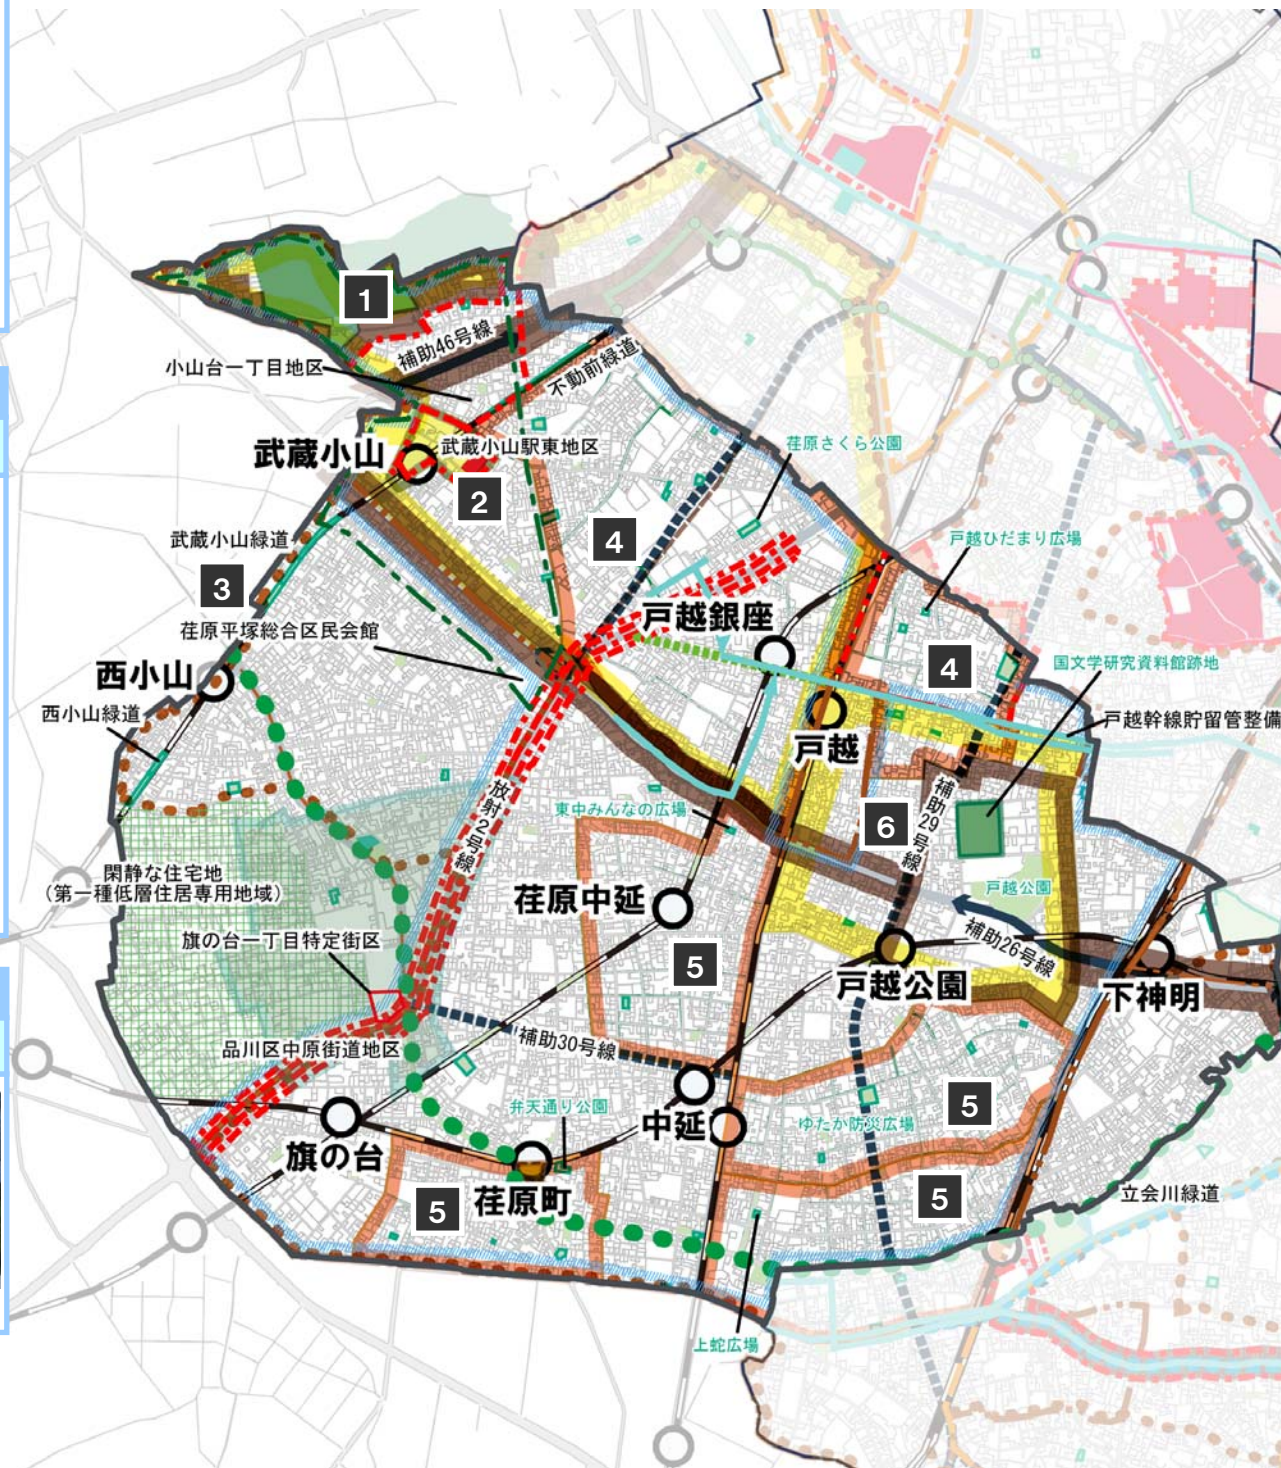 1
補助46号線
小山台一丁目地区
不動前緑道
武蔵小山
武蔵小山駅東地区
荏原さくら公園
2
4
武蔵小山緑道
戸越ひだまり広場
3
戸越銀座
荏原平塚総合区民会館
4
国文学研究資料館跡地
西小山
西小山緑道
戸越幹線貯留管整備
戸越
放射2号線
東中みんなの広場
6
補助29号線
閑静な住宅地
(第一種低層住居専用地域)
戸越公園
荏原中延
旗の台一丁目特定街区
補助26号線
5
戸越公園
下神明
品川区中原街道地区
補助30号線
弁天通り公園
5
中延
ゆたか防災広場
旗の台
荏原町
5
5
立会川緑道
上蛇広場